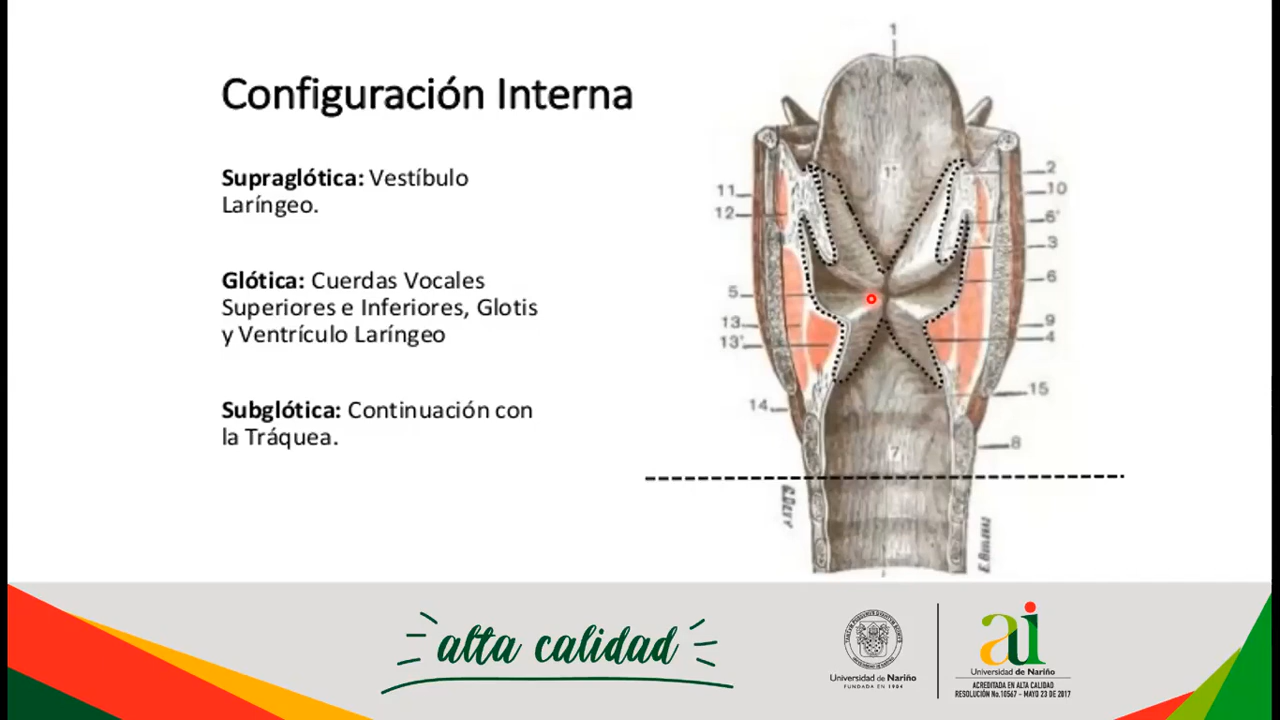 Configuración Interna
Supraglótica: Vestíbulo
Laríngeo.
Glótica: Cuerdas Vocales
Superiores e Inferiores, Glotis
y Ventrículo Laríngeo
Subglótica: Continuación con
la Tráquea.
1
1'
2
11
10
12
6'
3
6
5
13
9
4
13'
15
14
8
7
alta calidad
Universidad de Nariño
FUNDADA EN 1904
Universidad de Nariño
ACREDITADA EN ALTA CALIDAD
RESOLUCIÓN No.10567 - MAYO 23 DE 2017